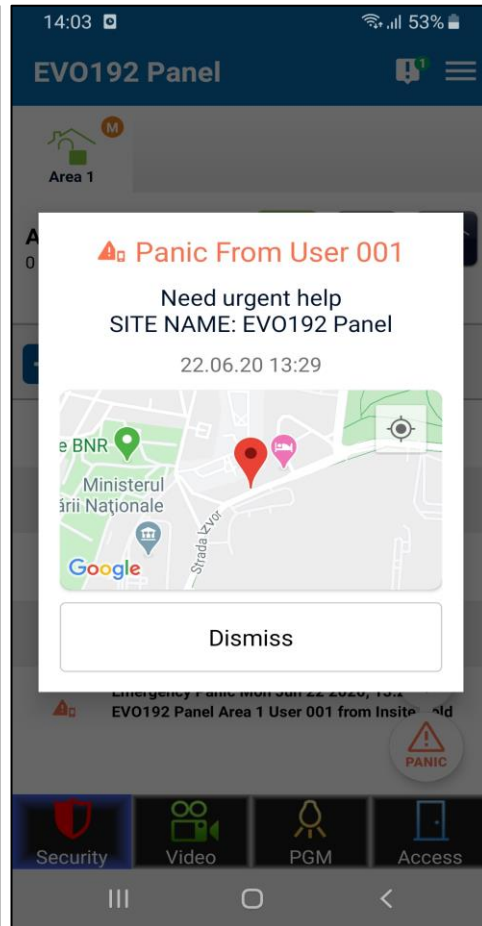 14:03
53%
EVO192 Panel
1
M
Area 1
A
0
Panic From User 001
Need urgent help
SITE NAME: EVO192 Panel
22.06.20 13:29
e BNR
Ministerul
ării Naționale
Strada Izvor
Google
Dismiss
Emergency Panic Mon Jun 22 2020, 13:2
EVO192 Panel Area 1 User 001 from Insite
PANIC
Security
Video
PGM
Access